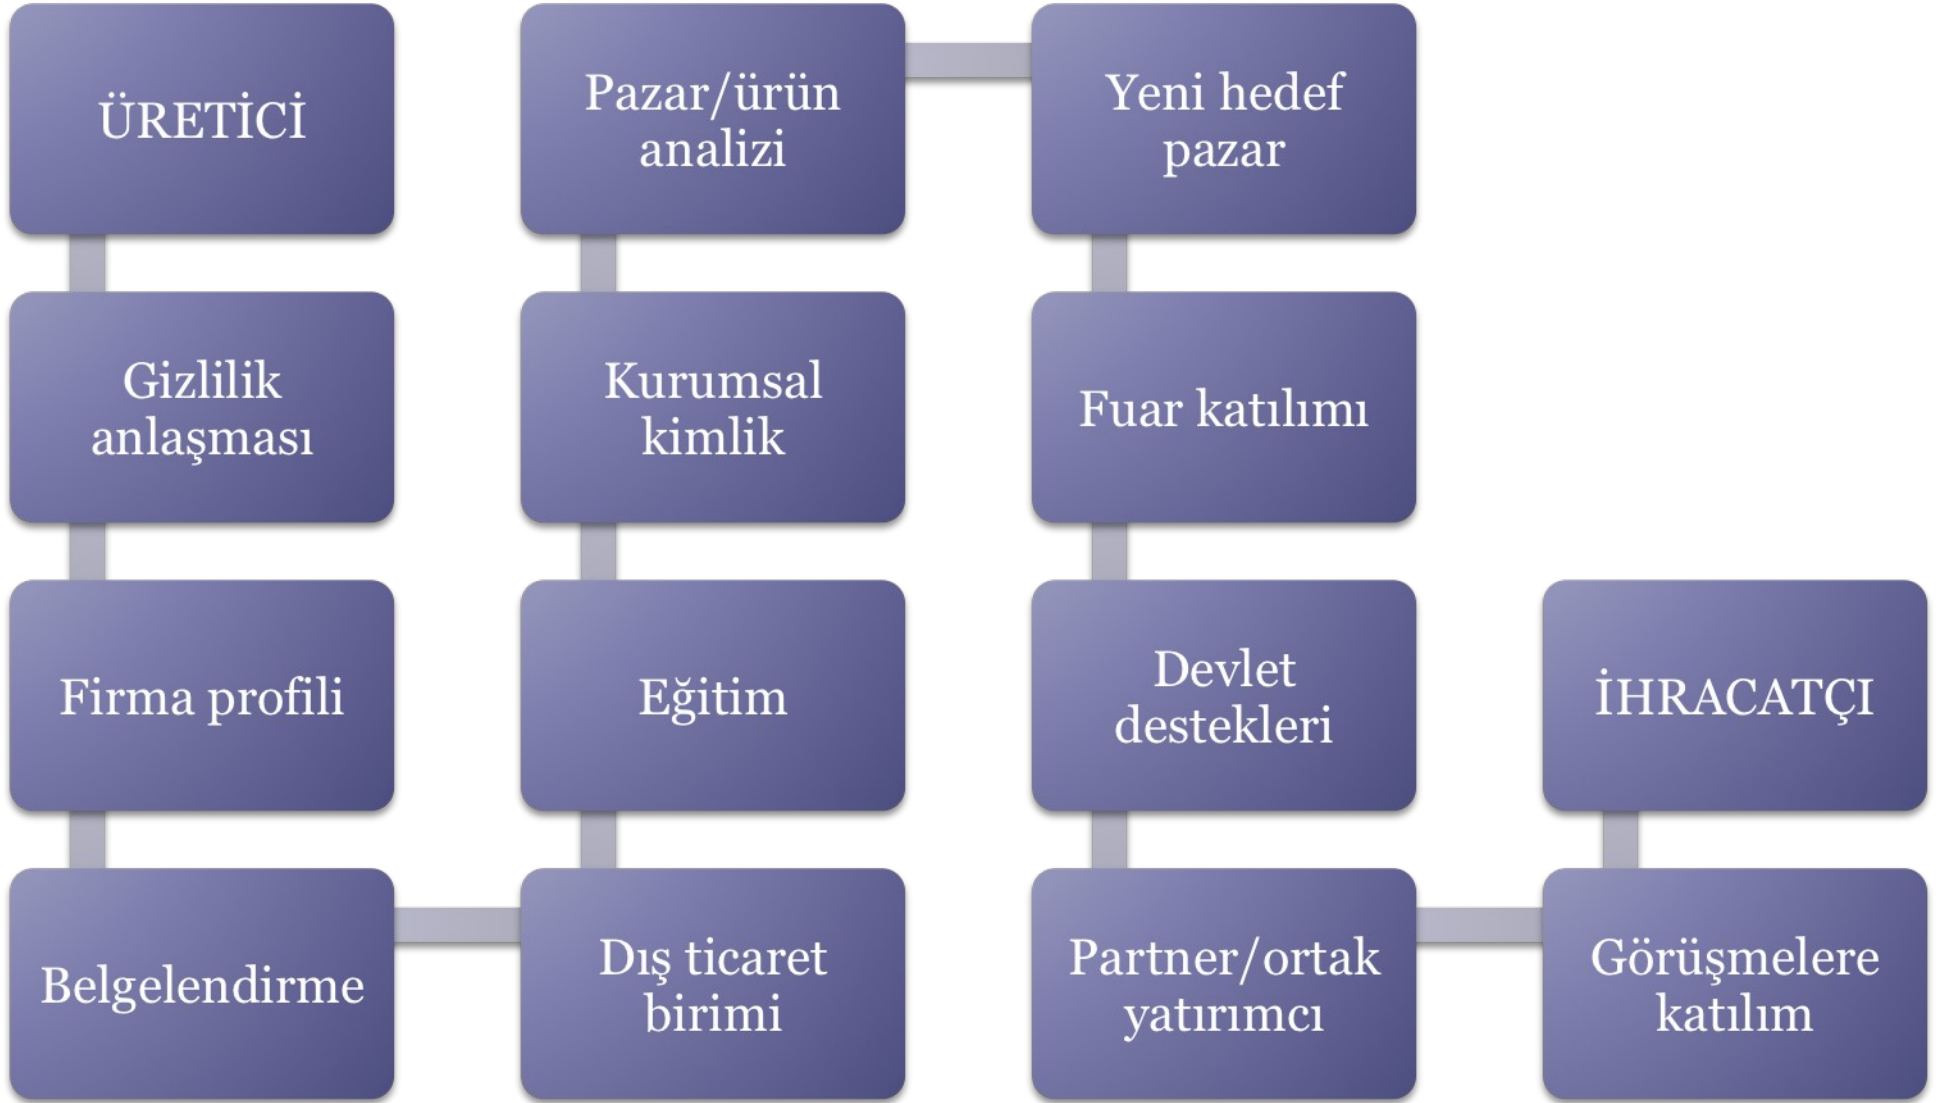 ÜRETİCİ
Gizlilik
anlaşması
Firma profili
Belgelendirme
Dış ticaret
birimi
Eğitim
Kurumsal
kimlik
Pazar/ürün
analizi
Yeni hedef
pazar
Fuar katılımı
Devlet
destekleri
Partner/ortak
yatırımcı
Görüşmelere
katılım
İHRACATÇI